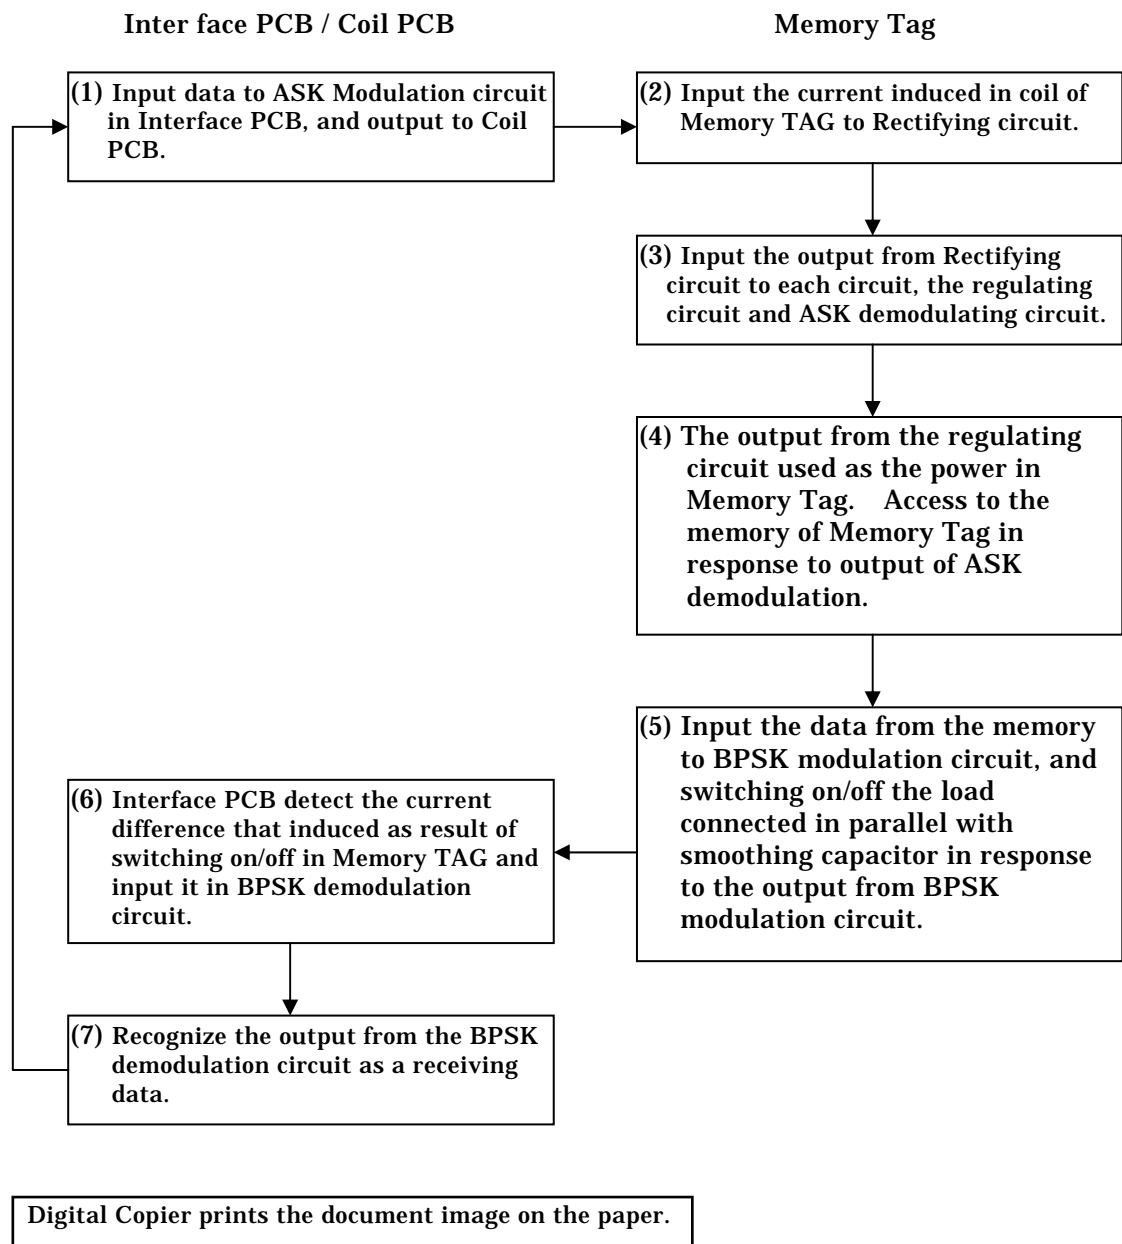 Inter face PCB / Coil PCB
Memory Tag
(1) Input data to ASK Modulation circuit
in Interface PCB, and output to Coil
PCB.
(2) Input the current induced in coil of
Memory TAG to Rectifying circuit.
(3) Input the output from Rectifying
circuit to each circuit, the regulating
circuit and ASK demodulating circuit.
(4) The output from the regulating
circuit used as the power in
Memory Tag. Access to the
memory of Memory Tag in
response to output of ASK
demodulation.
(5) Input the data from the memory
to BPSK modulation circuit, and
switching on/off the load
connected in parallel with
smoothing capacitor in response
to the output from BPSK
modulation circuit.
(6) Interface PCB detect the current
difference that induced as result of
switching on/off in Memory TAG and
input it in BPSK demodulation
circuit.
(7) Recognize the output from the BPSK
demodulation circuit as a receiving
data.
Digital Copier prints the document image on the paper.